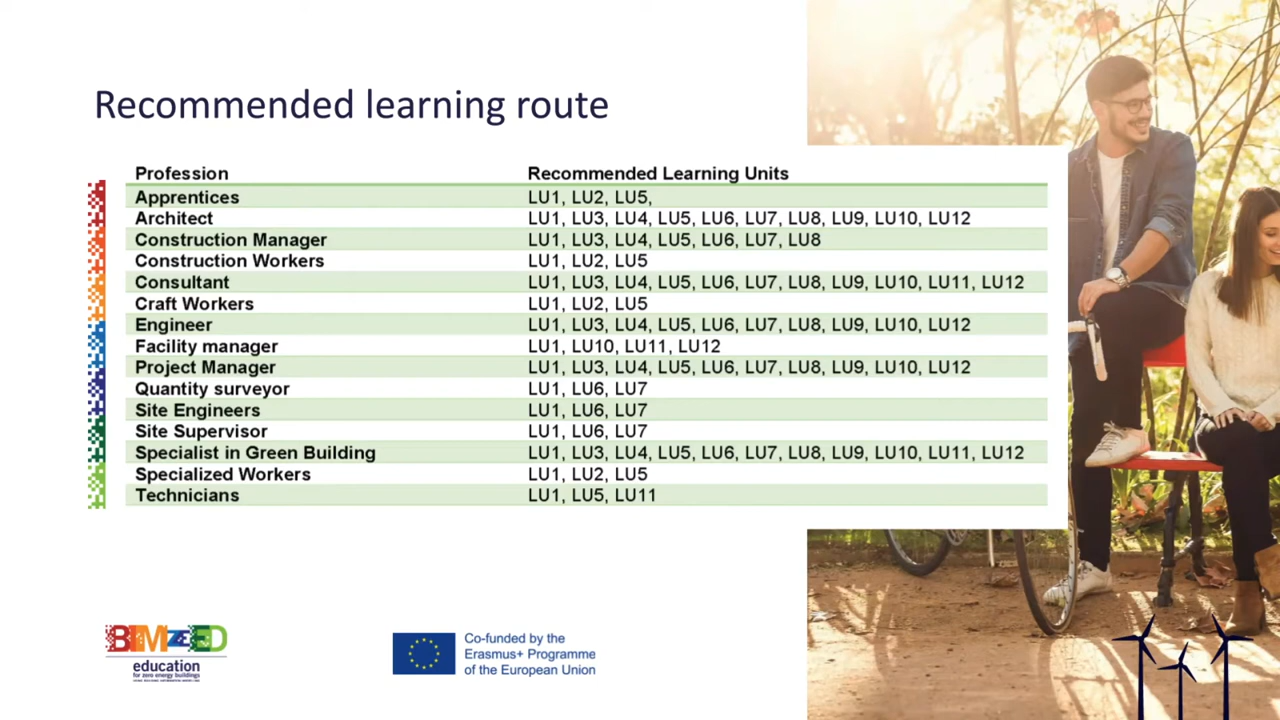 Recommended learning route
Profession Recommended Learning Units
Apprentices LU1, LU2, LU5,
Architect LU1, LU3, LU4, LU5, LU6, LU7, LU8, LU9, LU10, LU12
Construction Manager LU1, LU3, LU4, LU5, LU6, LU7, LU8
Construction Workers LU1, LU2, LU5
Consultant LU1, LU3, LU4, LU5, LU6, LU7, LU8, LU9, LU10, LU11, LU12
Craft Workers LU1, LU2, LU5
Engineer LU1, LU3, LU4, LU5, LU6, LU7, LU8, LU9, LU10, LU12
Facility manager LU1, LU10, LU11, LU12
Project Manager LU1, LU3, LU4, LU5, LU6, LU7, LU8, LU9, LU10, LU12
Quantity surveyor LU1, LU6, LU7
Site Engineers LU1, LU6, LU7
Site Supervisor LU1, LU6, LU7
Specialist in Green Building LU1, LU3, LU4, LU5, LU6, LU7, LU8, LU9, LU10, LU11, LU12
Specialized Workers LU1, LU2, LU5
Technicians LU1, LU5, LU11
BIMzeED
education
for zero energy buildings
Co-funded by the
Erasmus+ Programme
of the European Union